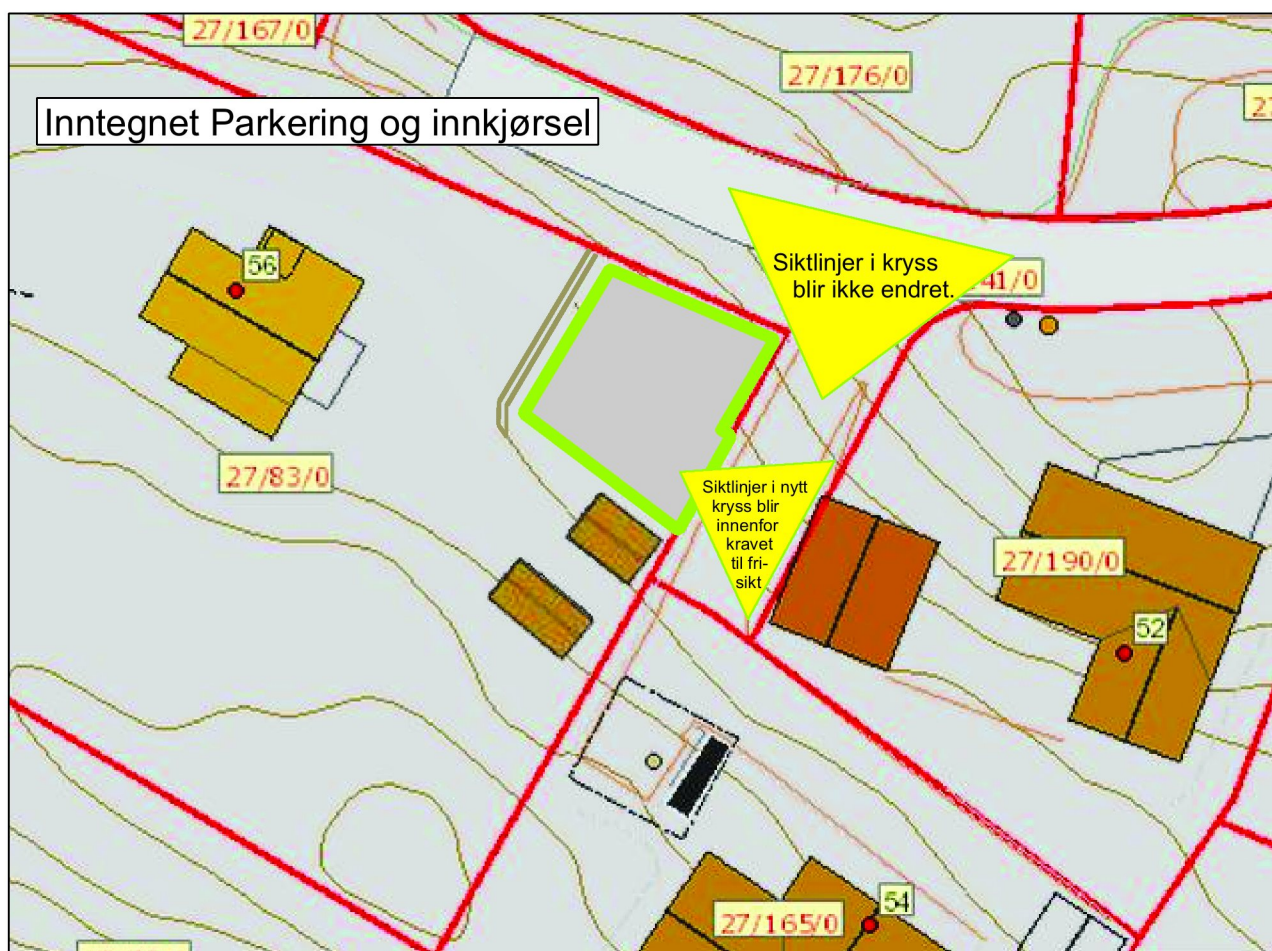 27/167/0
27/176/0
Inntegnet Parkering og innkjørsel
Siktlinjer i kryss
blir ikke endret.
41/0
56
27/83/0
Siktlinjer i nytt
kryss blir
innenfor
kravet
til fri-
sikt
27/190/0
52
54
27/165/0